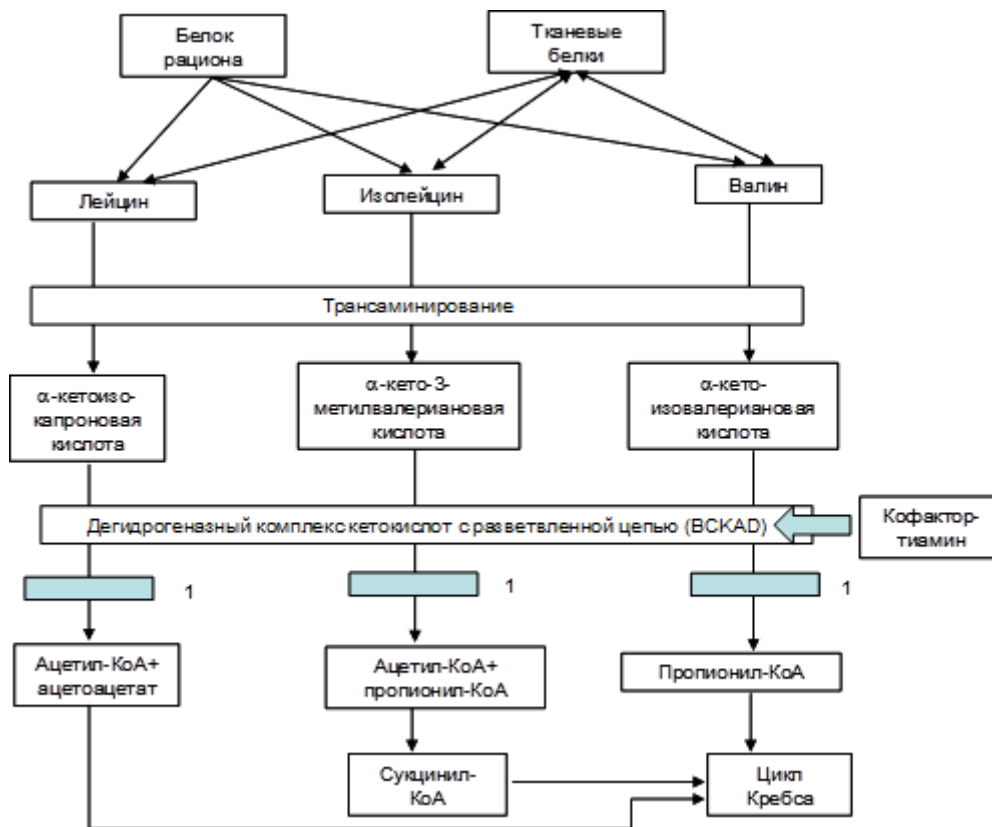 Белок
рациона
Тканевые
белки
Лейцин
Изолейцин
Валин
Трансаминирование
α-кетоизо-
капроновая
кислота
α-кето-3-
метилвалериановая
кислота
α-кето-
изовалериановая
кислота
Дегидрогеназный комплекс кетокислот с разветвленной цепью (BCKAD)
Кофактор-
тиамин
1
1
1
Ацетил-КоА+
ацетоацетат
Ацетил-КоА+
пропионил-КоА
Пропионил-КоА
Сукцинил-
КоА
Цикл
Кребса